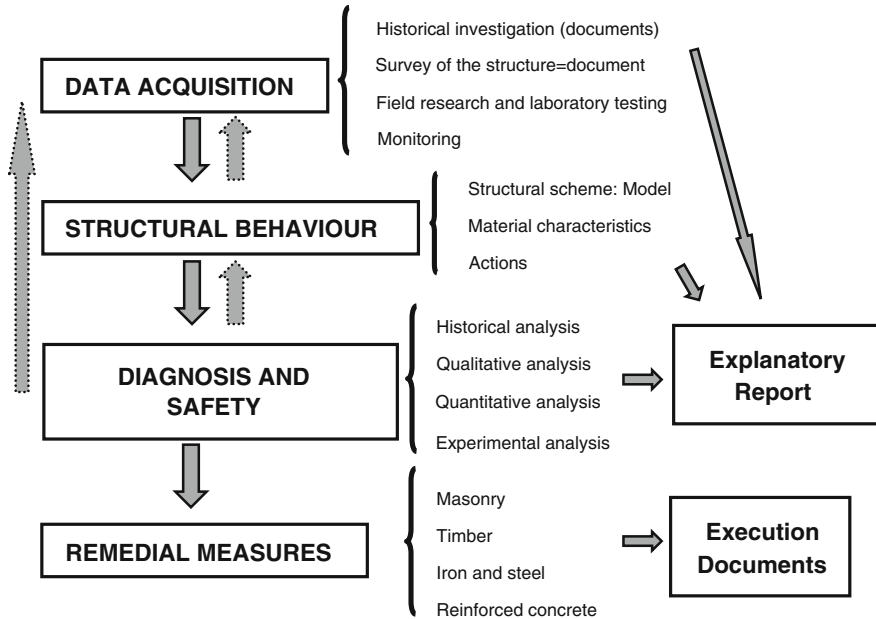 DATA ACQUISITION
Historical investigation (documents)
Survey of the structure=document
Field research and laboratory testing
Monitoring
STRUCTURAL BEHAVIOUR
Structural scheme: Model
Material characteristics
Actions
DIAGNOSIS AND
SAFETY
Historical analysis
Qualitative analysis
Quantitative analysis
Experimental analysis
Explanatory
Report
REMEDIAL MEASURES
Masonry
Timber
Iron and steel
Reinforced concrete
Execution
Documents